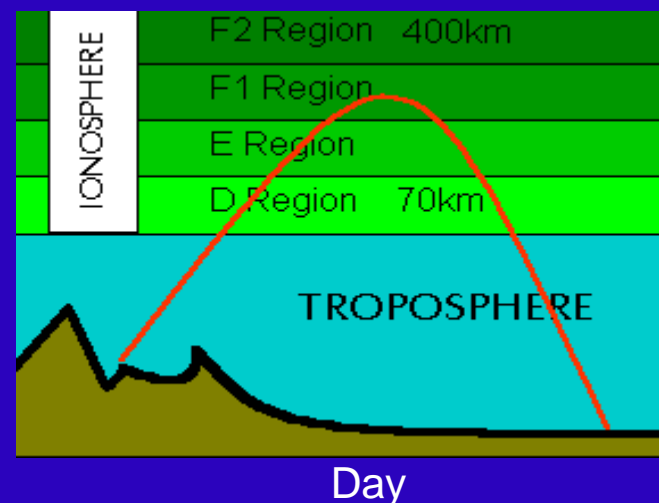 IONOSPHERE
F2 Region 400km
F1 Region
E Region
D Region 70km
TROPOSPHERE
Day